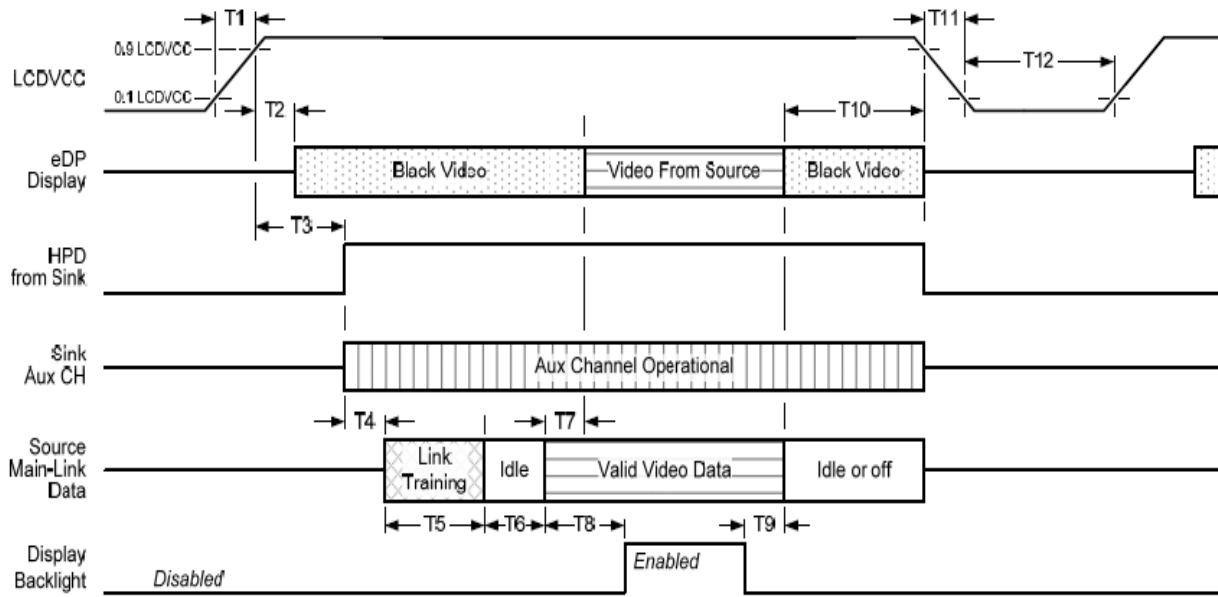 T1
T11
0.9 LCDVCC
LCDVCC
T12
0.1 LCDVCC
T2
T10
eDP
Display
Black Video
Video From Source
Black Video
T3
HPD
from Sink
Sink
Aux CH
Aux Channel Operational
T4
T7
Source
Main-Link
Data
Link
Training
Idle
Valid Video Data
Idle or off
T5
T6
T8
T9
Display
Backlight
Disabled
Enabled